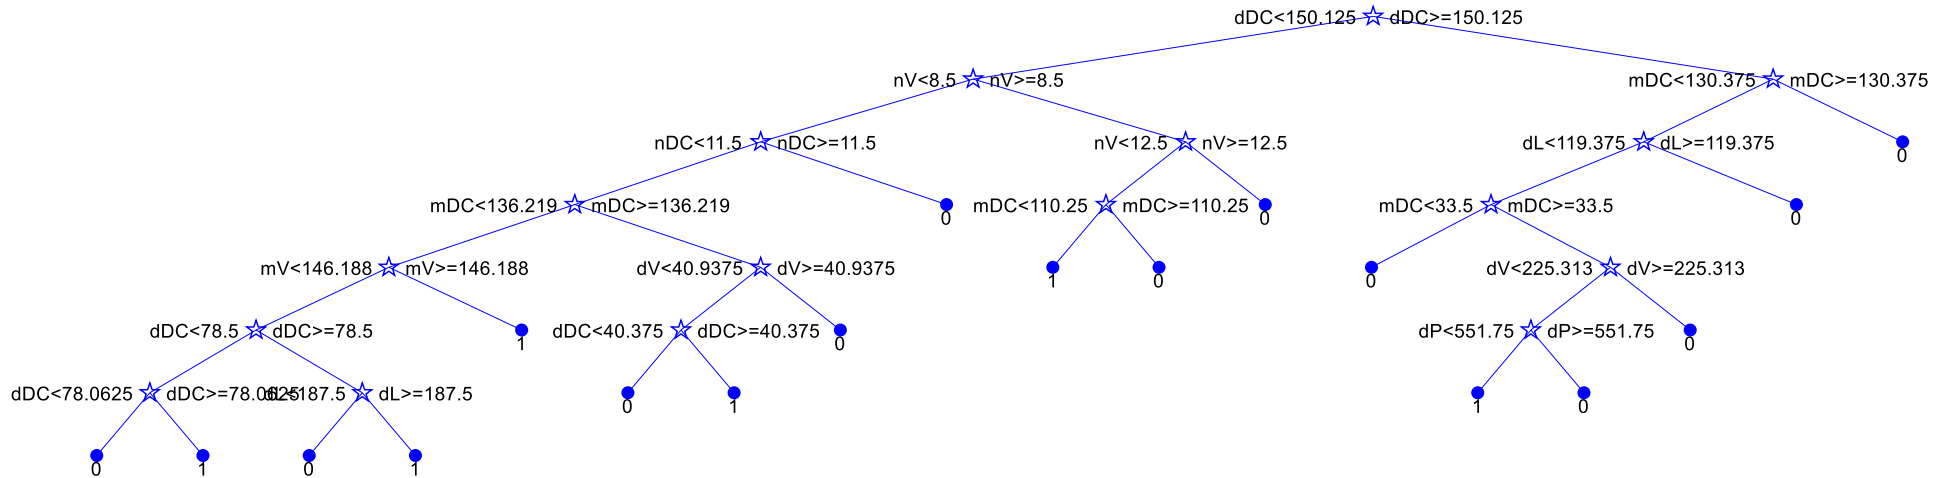 dDC<150.125 dDC>=150.125
nV<8.5 nV>=8.5 mDC<130.375 mDC>=130.375
nDC<11.5 nDC>=11.5 nV<12.5 nV>=12.5 dL<119.375 dL>=119.375 0
mDC<136.219 mDC>=136.219 0 mDC<110.25 mDC>=110.25 0 mDC<33.5 mDC>=33.5 0
mV<146.188 mV>=146.188 dV<40.9375 dV>=40.9375 1 0 0 dV<225.313 dV>=225.313
dDC<78.5 dDC>=78.5 1 dDC<40.375 dDC>=40.375 0 dP<551.75 dP>=551.75 0
dDC<78.0625 dDC>=78.0625 dL<187.5 dL>=187.5 0 1 1 0
0 1 0 1